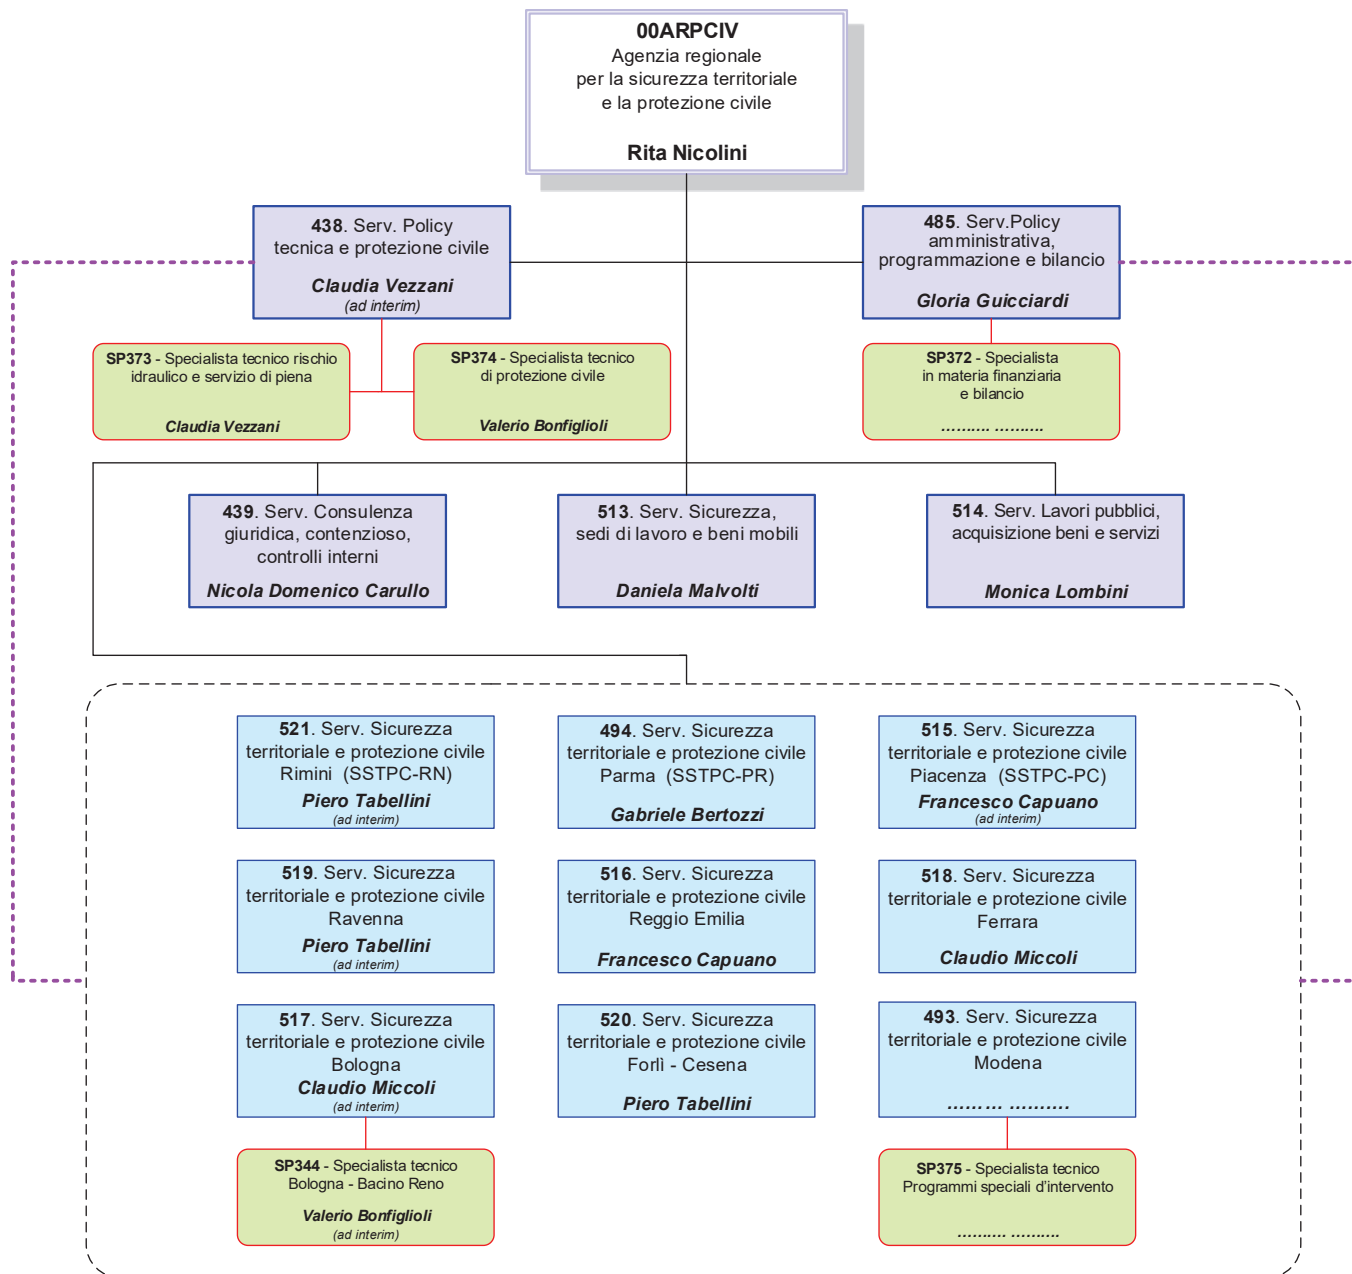 00ARPCIV
Agenzia regionale
per la sicurezza territoriale
e la protezione civile
Rita Nicolini
438. Serv. Policy
tecnica e protezione civile
Claudia Vezzani
(ad interim)
485. Serv.Policy
amministrativa,
programmazione e bilancio
Gloria Guicciardi
SP373 - Specialista tecnico rischio
idraulico e servizio di piena
Claudia Vezzani
SP374 - Specialista tecnico
di protezione civile
Valerio Bonfiglioli
SP372 - Specialista
in materia finanziaria
e bilancio
.......... ..........
439. Serv. Consulenza
giuridica, contenzioso,
controlli interni
Nicola Domenico Carullo
513. Serv. Sicurezza,
sedi di lavoro e beni mobili
Daniela Malvolti
514. Serv. Lavori pubblici,
acquisizione beni e servizi
Monica Lombini
521. Serv. Sicurezza
territoriale e protezione civile
Rimini (SSTPC-RN)
Piero Tabellini
(ad interim)
494. Serv. Sicurezza
territoriale e protezione civile
Parma (SSTPC-PR)
Gabriele Bertozzi
515. Serv. Sicurezza
territoriale e protezione civile
Piacenza (SSTPC-PC)
Francesco Capuano
(ad interim)
519. Serv. Sicurezza
territoriale e protezione civile
Ravenna
Piero Tabellini
(ad interim)
516. Serv. Sicurezza
territoriale e protezione civile
Reggio Emilia
Francesco Capuano
518. Serv. Sicurezza
territoriale e protezione civile
Ferrara
Claudio Miccoli
517. Serv. Sicurezza
territoriale e protezione civile
Bologna
Claudio Miccoli
(ad interim)
520. Serv. Sicurezza
territoriale e protezione civile
Forlì - Cesena
Piero Tabellini
493. Serv. Sicurezza
territoriale e protezione civile
Modena
......... ..........
SP344 - Specialista tecnico
Bologna - Bacino Reno
Valerio Bonfiglioli
(ad interim)
SP375 - Specialista tecnico
Programmi speciali d'intervento
.......... ..........